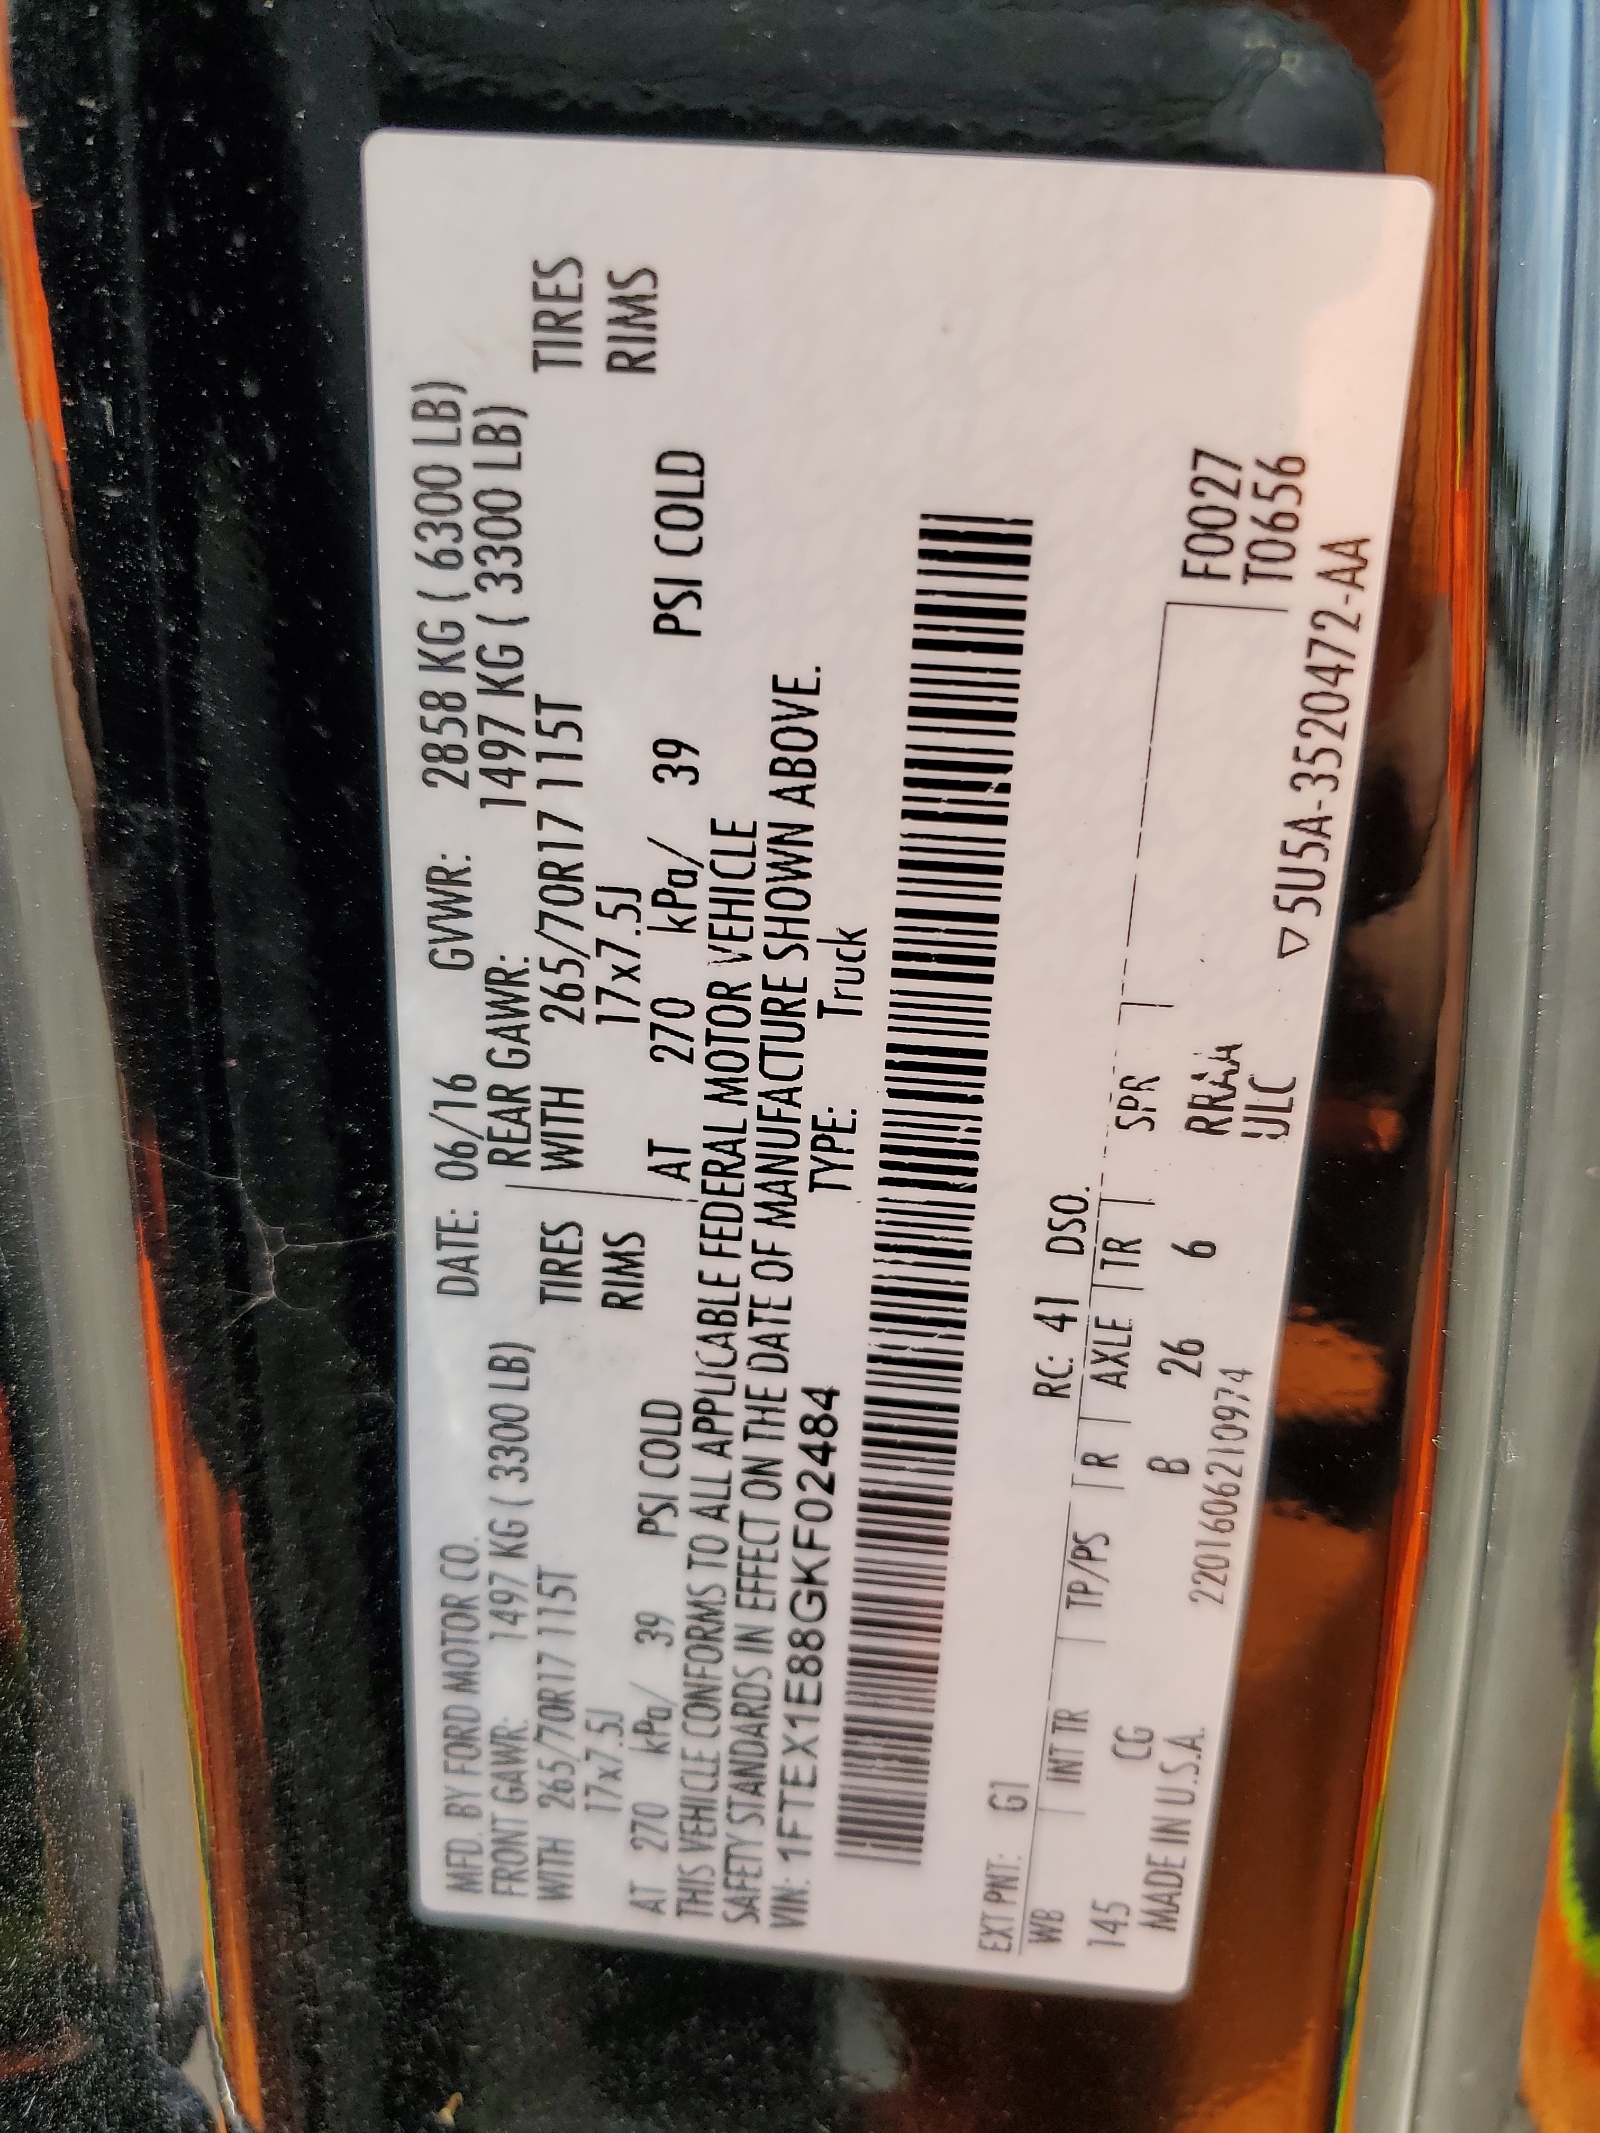 MFD. BY FORD MOTOR CO. DATE: 06/16 GVWR: 2858 KG ( 6300 LB)
FRONT GAWR: 1497 KG ( 3300 LB) REAR GAWR: 1497 KG ( 3300 LB)
WITH 265/70R17 115T TIRES WITH 265/70R17 115T TIRES
17x7.5J RIMS 17x7.5J RIMS
AT 270 kPa/ 39 PSI COLD AT 270 kPa/ 39 PSI COLD
THIS VEHICLE CONFORMS TO ALL APPLICABLE FEDERAL MOTOR VEHICLE
SAFETY STANDARDS IN EFFECT ON THE DATE OF MANUFACTURE SHOWN ABOVE.
VIN: 1FTEX1E88GKF02484 TYPE: Truck
EXT PNT: G1 RC: 41 DSO:
WB INT TR TP/PS R AXLE TR SPR F0027
145 CG B 26 6 RRAA T0656
MADE IN U.S.A. 2201606210974 ULC ▽ 5U5A-3520472-AA